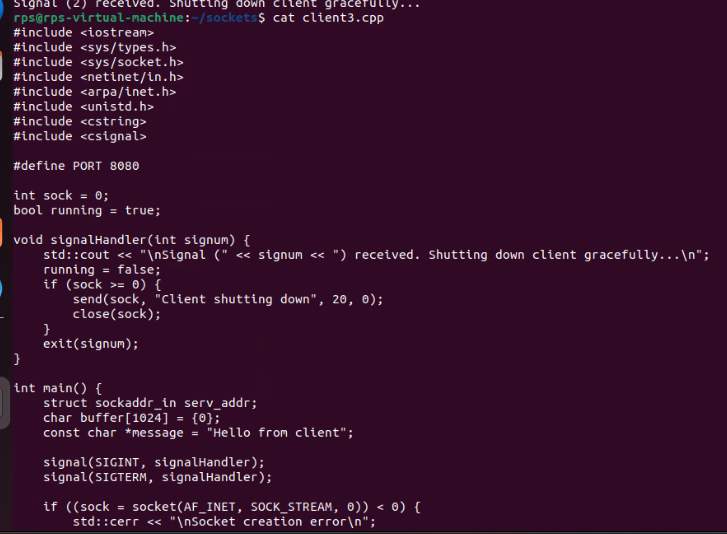 Signal (2) received. Shutting down client gracefully...
rps@rps-virtual-machine:~/sockets$ cat client3.cpp
#include <iostream>
#include <sys/types.h>
#include <sys/socket.h>
#include <netinet/in.h>
#include <arpa/inet.h>
#include <unistd.h>
#include <cstring>
#include <csignal>

#define PORT 8080

int sock = 0;
bool running = true;

void signalHandler(int signum) {
    std::cout << "\nSignal (" << signum << ") received. Shutting down client gracefully...\n";
    running = false;
    if (sock >= 0) {
        send(sock, "Client shutting down", 20, 0);
        close(sock);
    }
    exit(signum);
}

int main() {
    struct sockaddr_in serv_addr;
    char buffer[1024] = {0};
    const char *message = "Hello from client";

    signal(SIGINT, signalHandler);
    signal(SIGTERM, signalHandler);

    if ((sock = socket(AF_INET, SOCK_STREAM, 0)) < 0) {
        std::cerr << "\nSocket creation error\n";